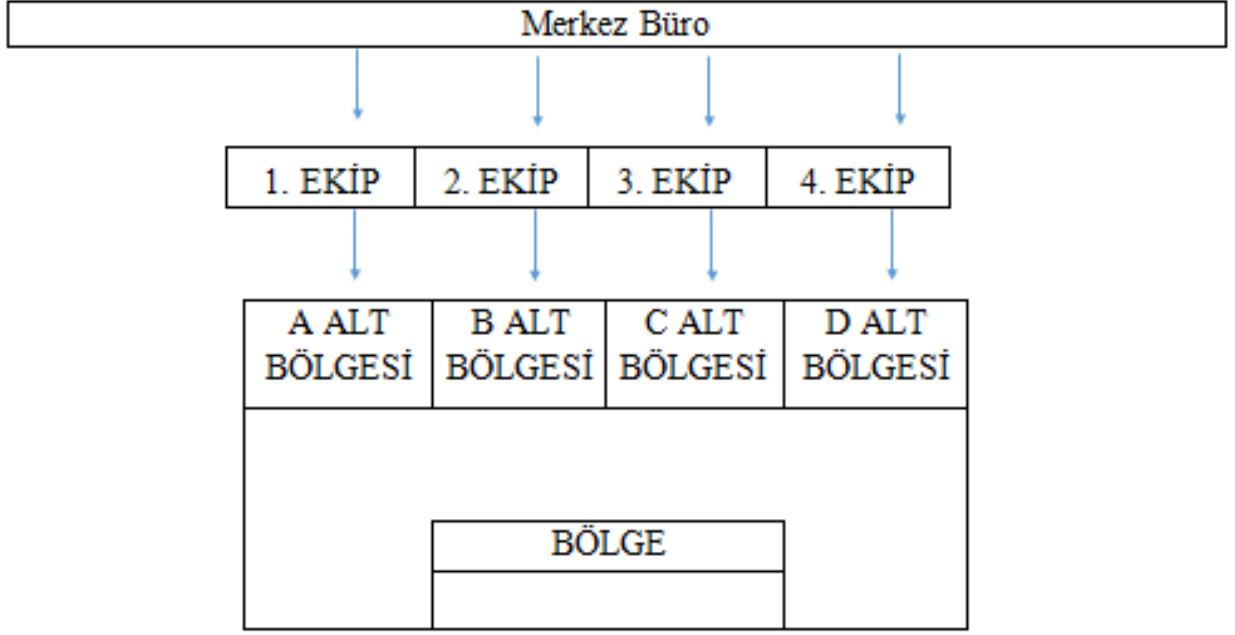 Merkez Büro
1. EKİP 2. EKİP 3. EKİP 4. EKİP
A ALT BÖLGESİ
B ALT BÖLGESİ
C ALT BÖLGESİ
D ALT BÖLGESİ
BÖLGE